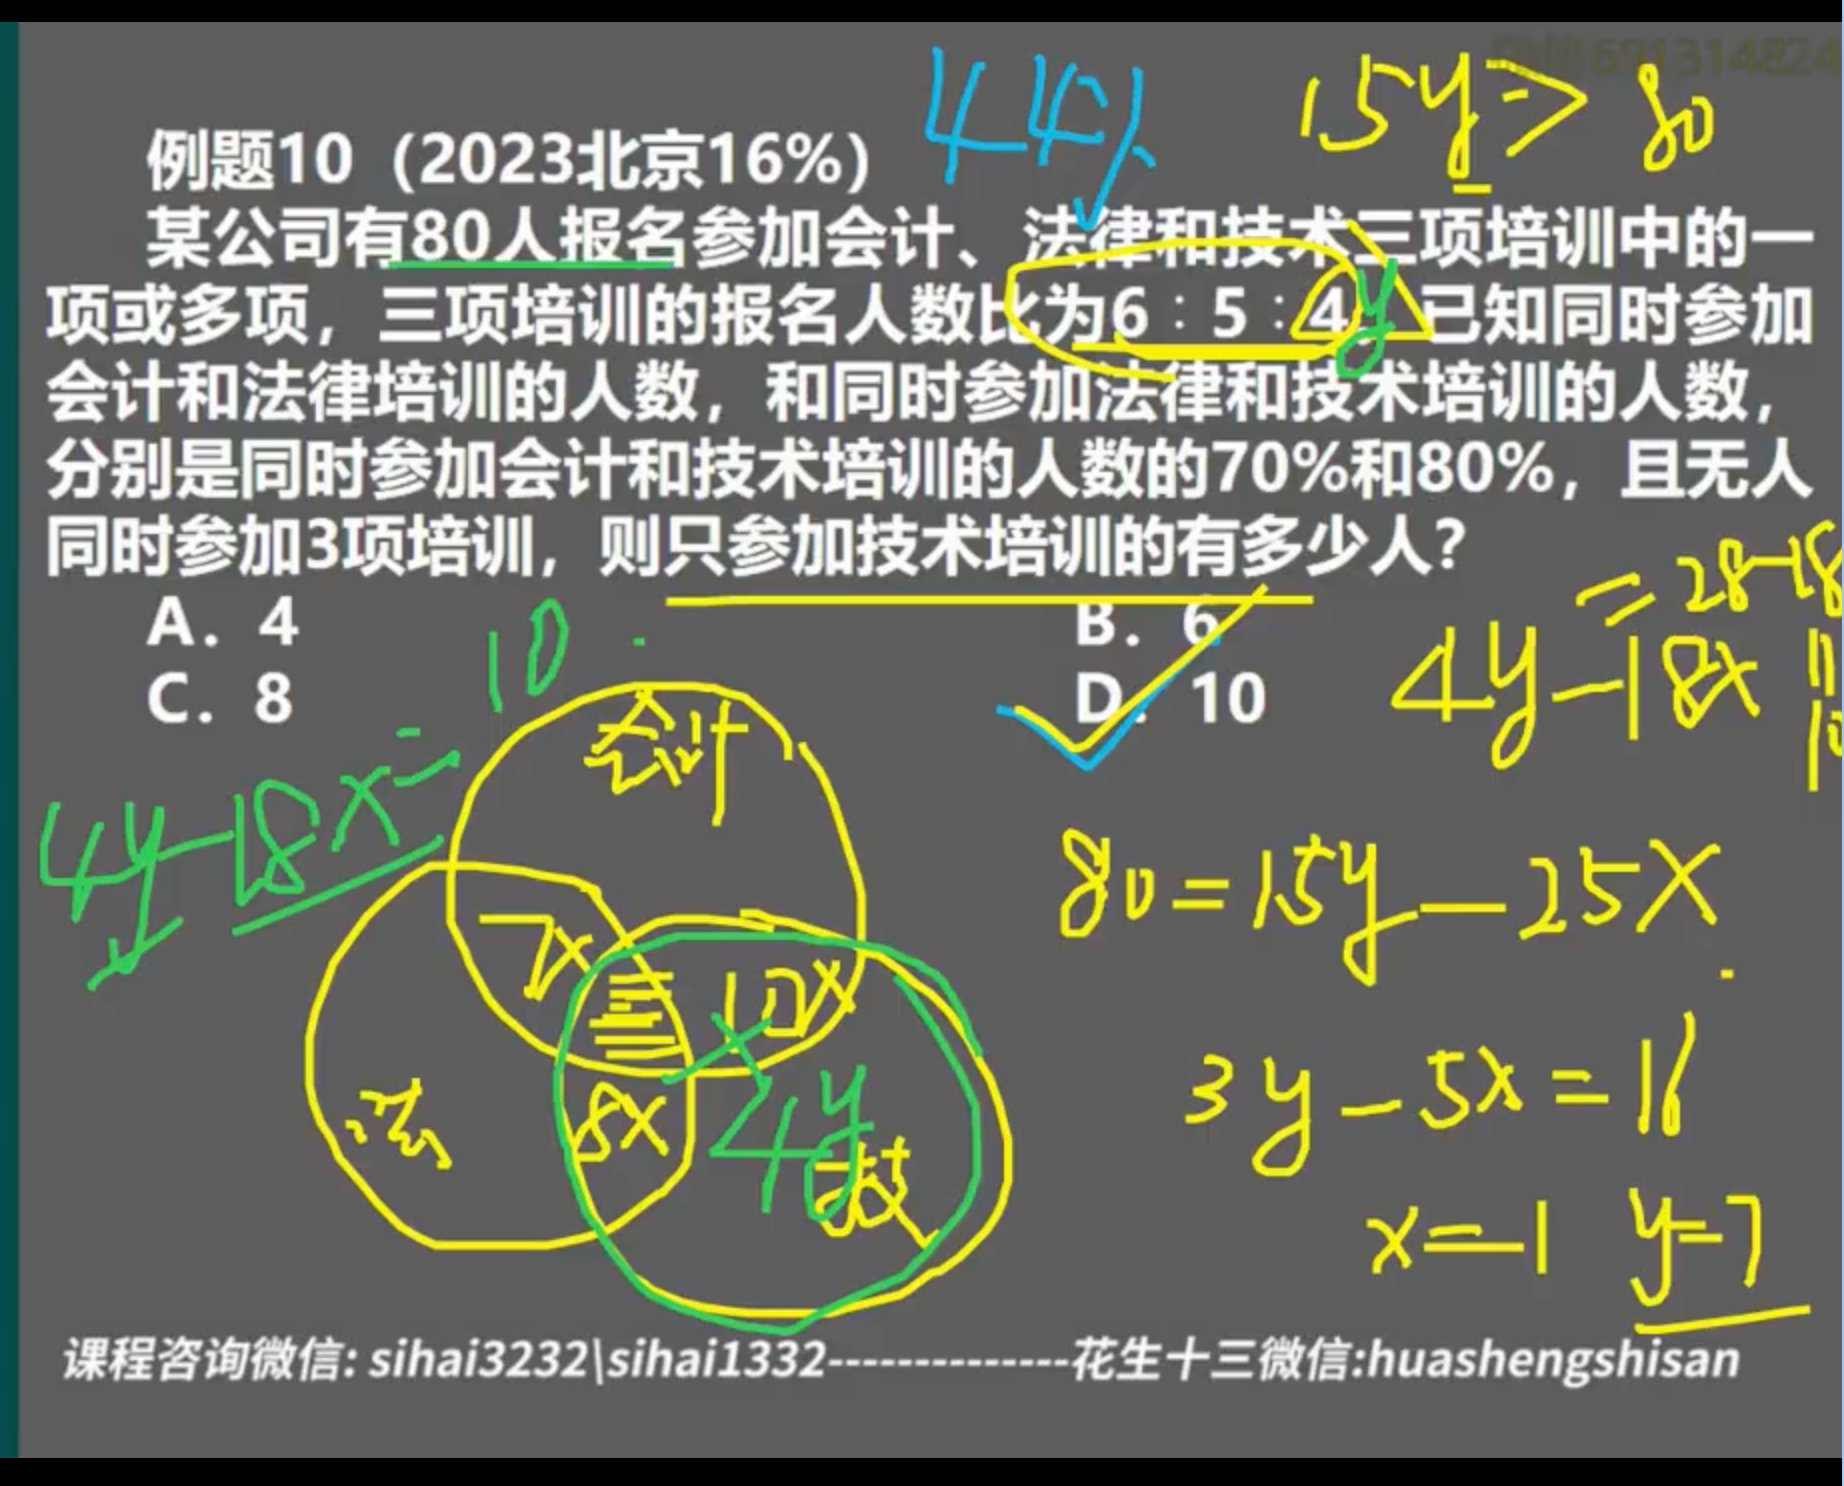 44% 15y > 80
例题10（2023北京16%）
某公司有80人报名参加会计、法律和技术三项培训中的一
项或多项，三项培训的报名人数比为6：5：4 y 已知同时参加
会计和法律培训的人数，和同时参加法律和技术培训的人数，
分别是同时参加会计和技术培训的人数的70%和80%，且无人
同时参加3项培训，则只参加技术培训的有多少人？
=28-18
A. 4 B. 6
C. 8 D. 10
4y-18x
10
4y-18x=10
会计
80=15y-25x
7x 10x
3y-5x=16
法 8x 4y 技
x=1 y=7
课程咨询微信: sihai3232\sihai1332--------------花生十三微信:huashengshisan